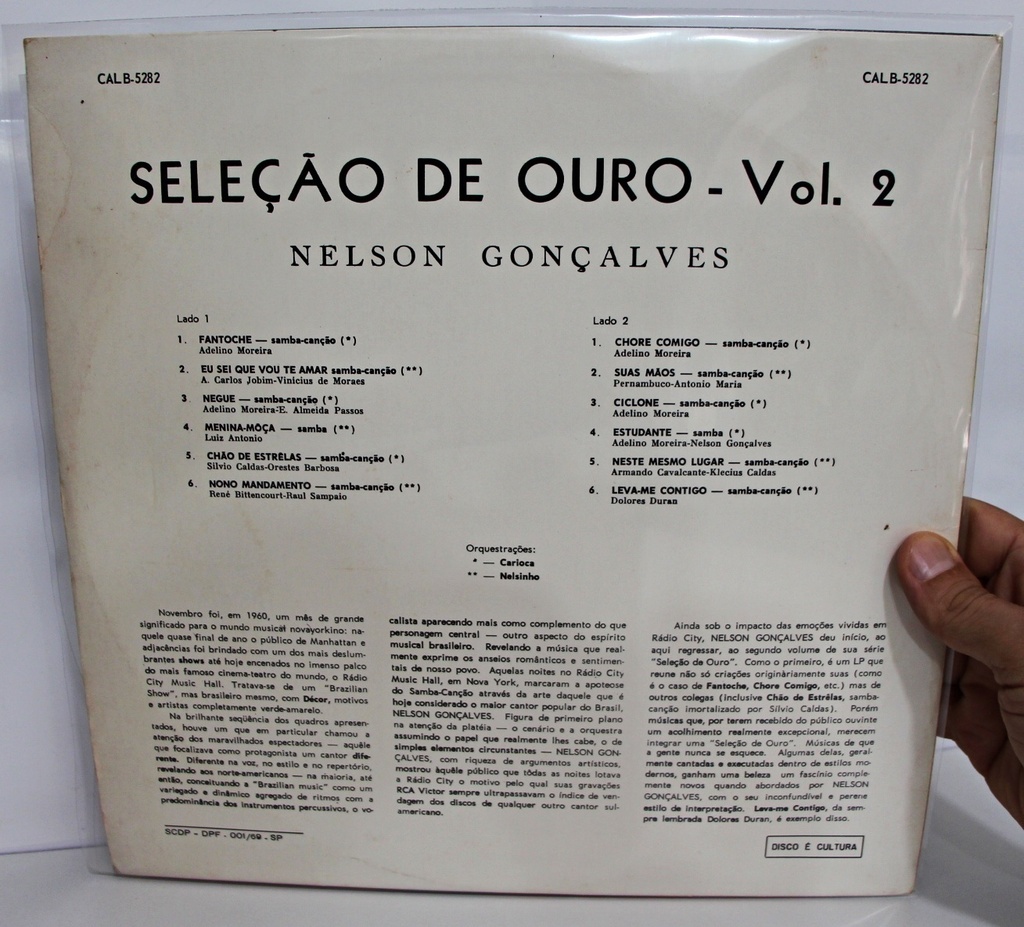 CALB-5282
CALB-5282
SELEÇÃO DE OURO - Vol. 2
NELSON GONÇALVES
Lado 1
1. FANTOCHE — samba-canção (*)
Adelino Moreira
2. EU SEI QUE VOU TE AMAR samba-canção (**)
A. Carlos Jobim-Vinicius de Moraes
3. NEGUE — samba-canção (*)
Adelino Moreira-E. Almeida Passos
4. MENINA-MÔÇA — samba (**)
Luiz Antonio
5. CHÃO DE ESTRÊLAS — samba-canção (*)
Silvio Caldas-Orestes Barbosa
6. NONO MANDAMENTO — samba-canção (**)
René Bittencourt-Raul Sampaio
Lado 2
1. CHORE COMIGO — samba-canção (*)
Adelino Moreira
2. SUAS MÃOS — samba-canção (**)
Pernambuco-Antonio Maria
3. CICLONE — samba-canção (*)
Adelino Moreira
4. ESTUDANTE — samba (*)
Adelino Moreira-Nelson Gonçalves
5. NESTE MESMO LUGAR — samba-canção (**)
Armando Cavalcante-Klecius Caldas
6. LEVA-ME CONTIGO — samba-canção (**)
Dolores Duran
Orquestrações:
* — Carioca
** — Nelsinho
Novembro foi, em 1960, um mês de grande
significado para o mundo musical novayorkino: na-
quele quase final de ano o público de Manhattan e
adjacências foi brindado com um dos mais deslum-
brantes shows até hoje encenados no imenso palco
do mais famoso cinema-teatro do mundo, o Rádio
City Music Hall. Tratava-se de um "Brazilian
Show", mas brasileiro mesmo, com Décor, motivos
e artistas completamente verde-amarelo.
Na brilhante seqüência dos quadros apresen-
tados, houve um que em particular chamou a
atenção dos maravilhados espectadores — aquêle
que focalizava como protagonista um cantor dife-
rente. Diferente na voz, no estilo e no repertório,
revelando aos norte-americanos — na maioria, até
então, conceituando a "Brazilian music" como um
variegado e dinâmico agregado de ritmos com a
predominância dos instrumentos percussivos, o vo-
calista aparecendo mais como complemento do que
personagem central — outro aspecto do espírito
musical brasileiro. Revelando a música que real-
mente exprime os anseios românticos e sentimen-
tais de nosso povo. Aquelas noites no Rádio City
Music Hall, em Nova York, marcaram a apoteose
do Samba-Canção através da arte daquele que é
hoje considerado o maior cantor popular do Brasil,
NELSON GONÇALVES. Figura de primeiro plano
na atenção da platéia — o cenário e a orquestra
assumindo o papel que realmente lhes cabe, o de
simples elementos circunstantes — NELSON GON-
ÇALVES, com riqueza de argumentos artísticos,
mostrou àquêle público que tôdas as noites lotava
a Rádio City o motivo pelo qual suas gravações
RCA Victor sempre ultrapassavam o índice de ven-
dagem dos discos de qualquer outro cantor sul-
americano.
Ainda sob o impacto das emoções vividas em
Rádio City, NELSON GONÇALVES deu início, ao
aqui regressar, ao segundo volume de sua série
"Seleção de Ouro". Como o primeiro, é um LP que
reune não só criações originàriamente suas (como
é o caso de Fantoche, Chore Comigo, etc.) mas de
outros colegas (inclusive Chão de Estrêlas, samba-
canção imortalizado por Sílvio Caldas). Porém
músicas que, por terem recebido do público ouvinte
um acolhimento realmente excepcional, merecem
integrar uma "Seleção de Ouro". Músicas de que
a gente nunca se esquece. Algumas delas, geral-
mente cantadas e executadas dentro de estilos mo-
dernos, ganham uma beleza um fascínio comple-
mente novos quando abordados por NELSON
GONÇALVES, com o seu inconfundível e perene
estilo de interpretação. Leva-me Contigo, da sem-
pre lembrada Dolores Duran, é exemplo disso.
SCDP - DPF - 001/69 - SP
DISCO É CULTURA